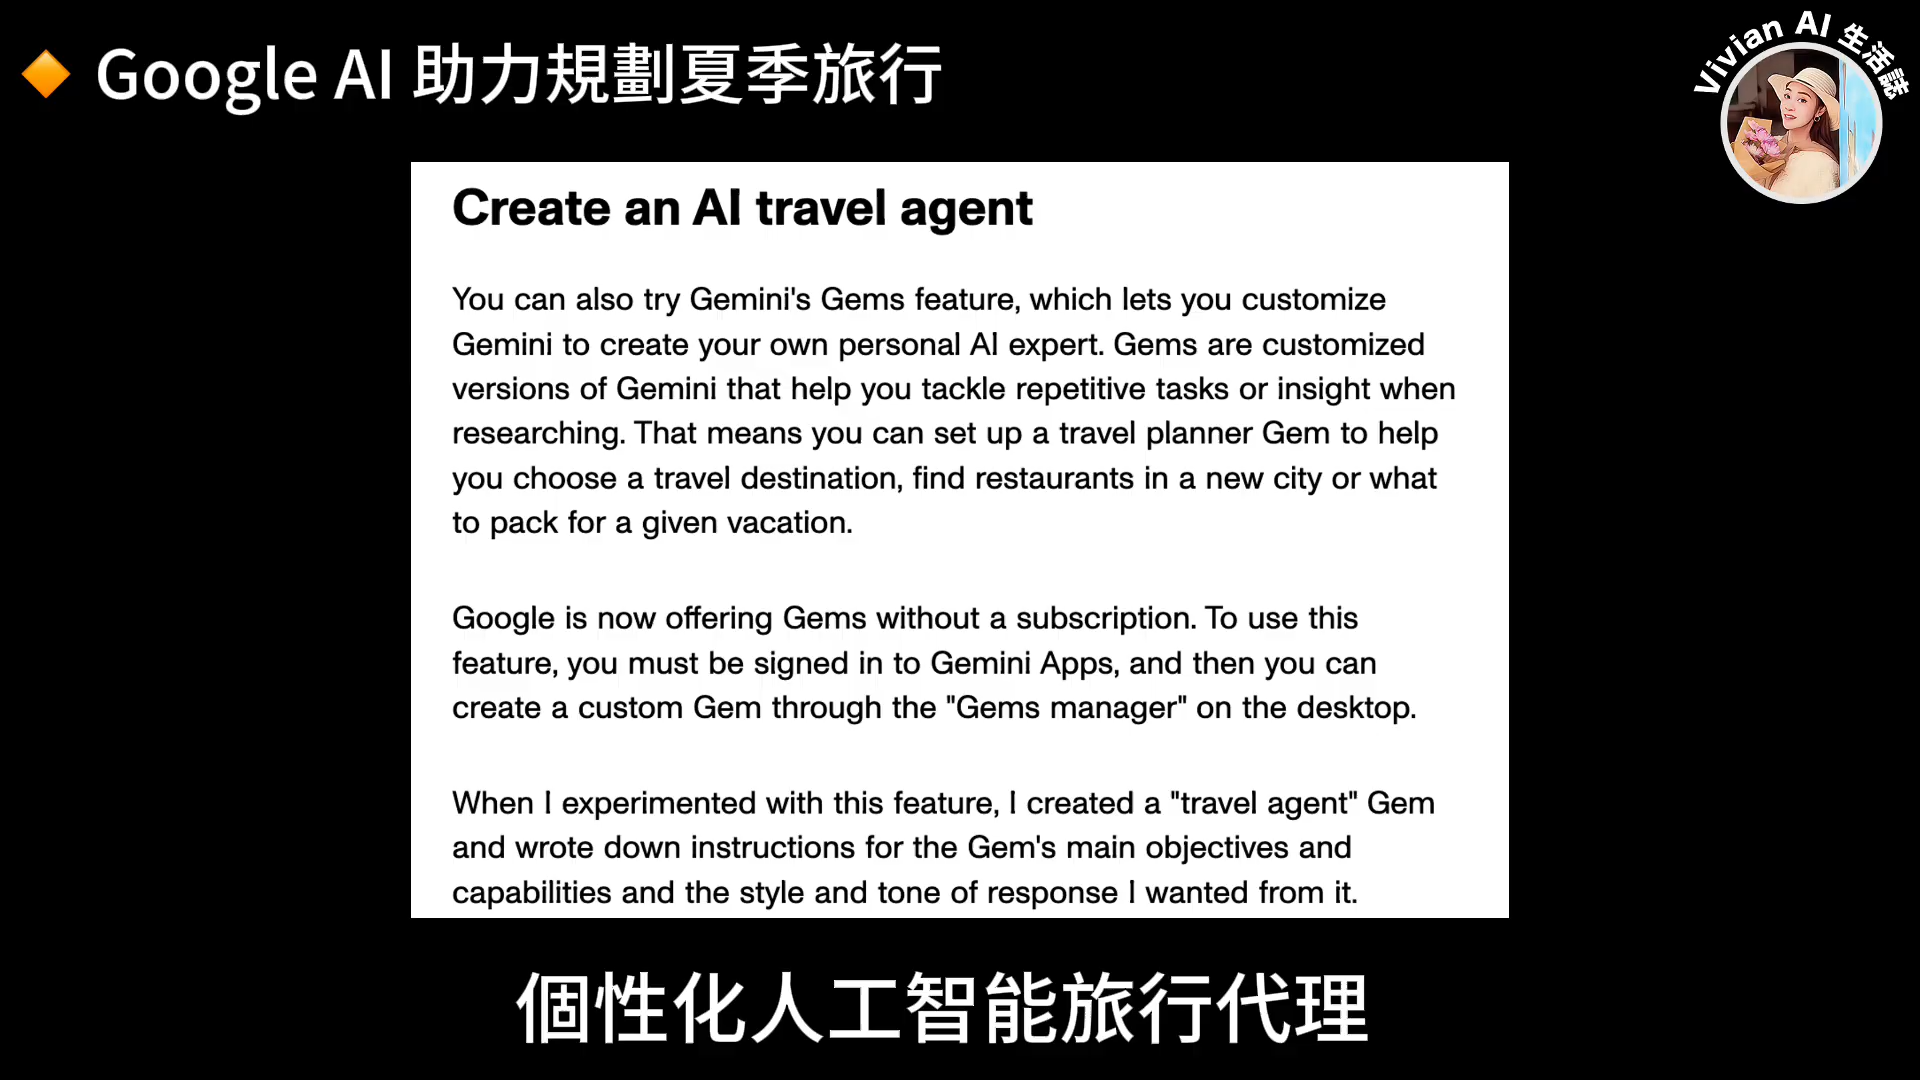 🔶 Google AI 助力規劃夏季旅行
Vivian AI 生活誌
Create an AI travel agent
You can also try Gemini's Gems feature, which lets you customize
Gemini to create your own personal AI expert. Gems are customized
versions of Gemini that help you tackle repetitive tasks or insight when
researching. That means you can set up a travel planner Gem to help
you choose a travel destination, find restaurants in a new city or what
to pack for a given vacation.
Google is now offering Gems without a subscription. To use this
feature, you must be signed in to Gemini Apps, and then you can
create a custom Gem through the "Gems manager" on the desktop.
When I experimented with this feature, I created a "travel agent" Gem
and wrote down instructions for the Gem's main objectives and
capabilities and the style and tone of response I wanted from it.
個性化人工智能旅行代理